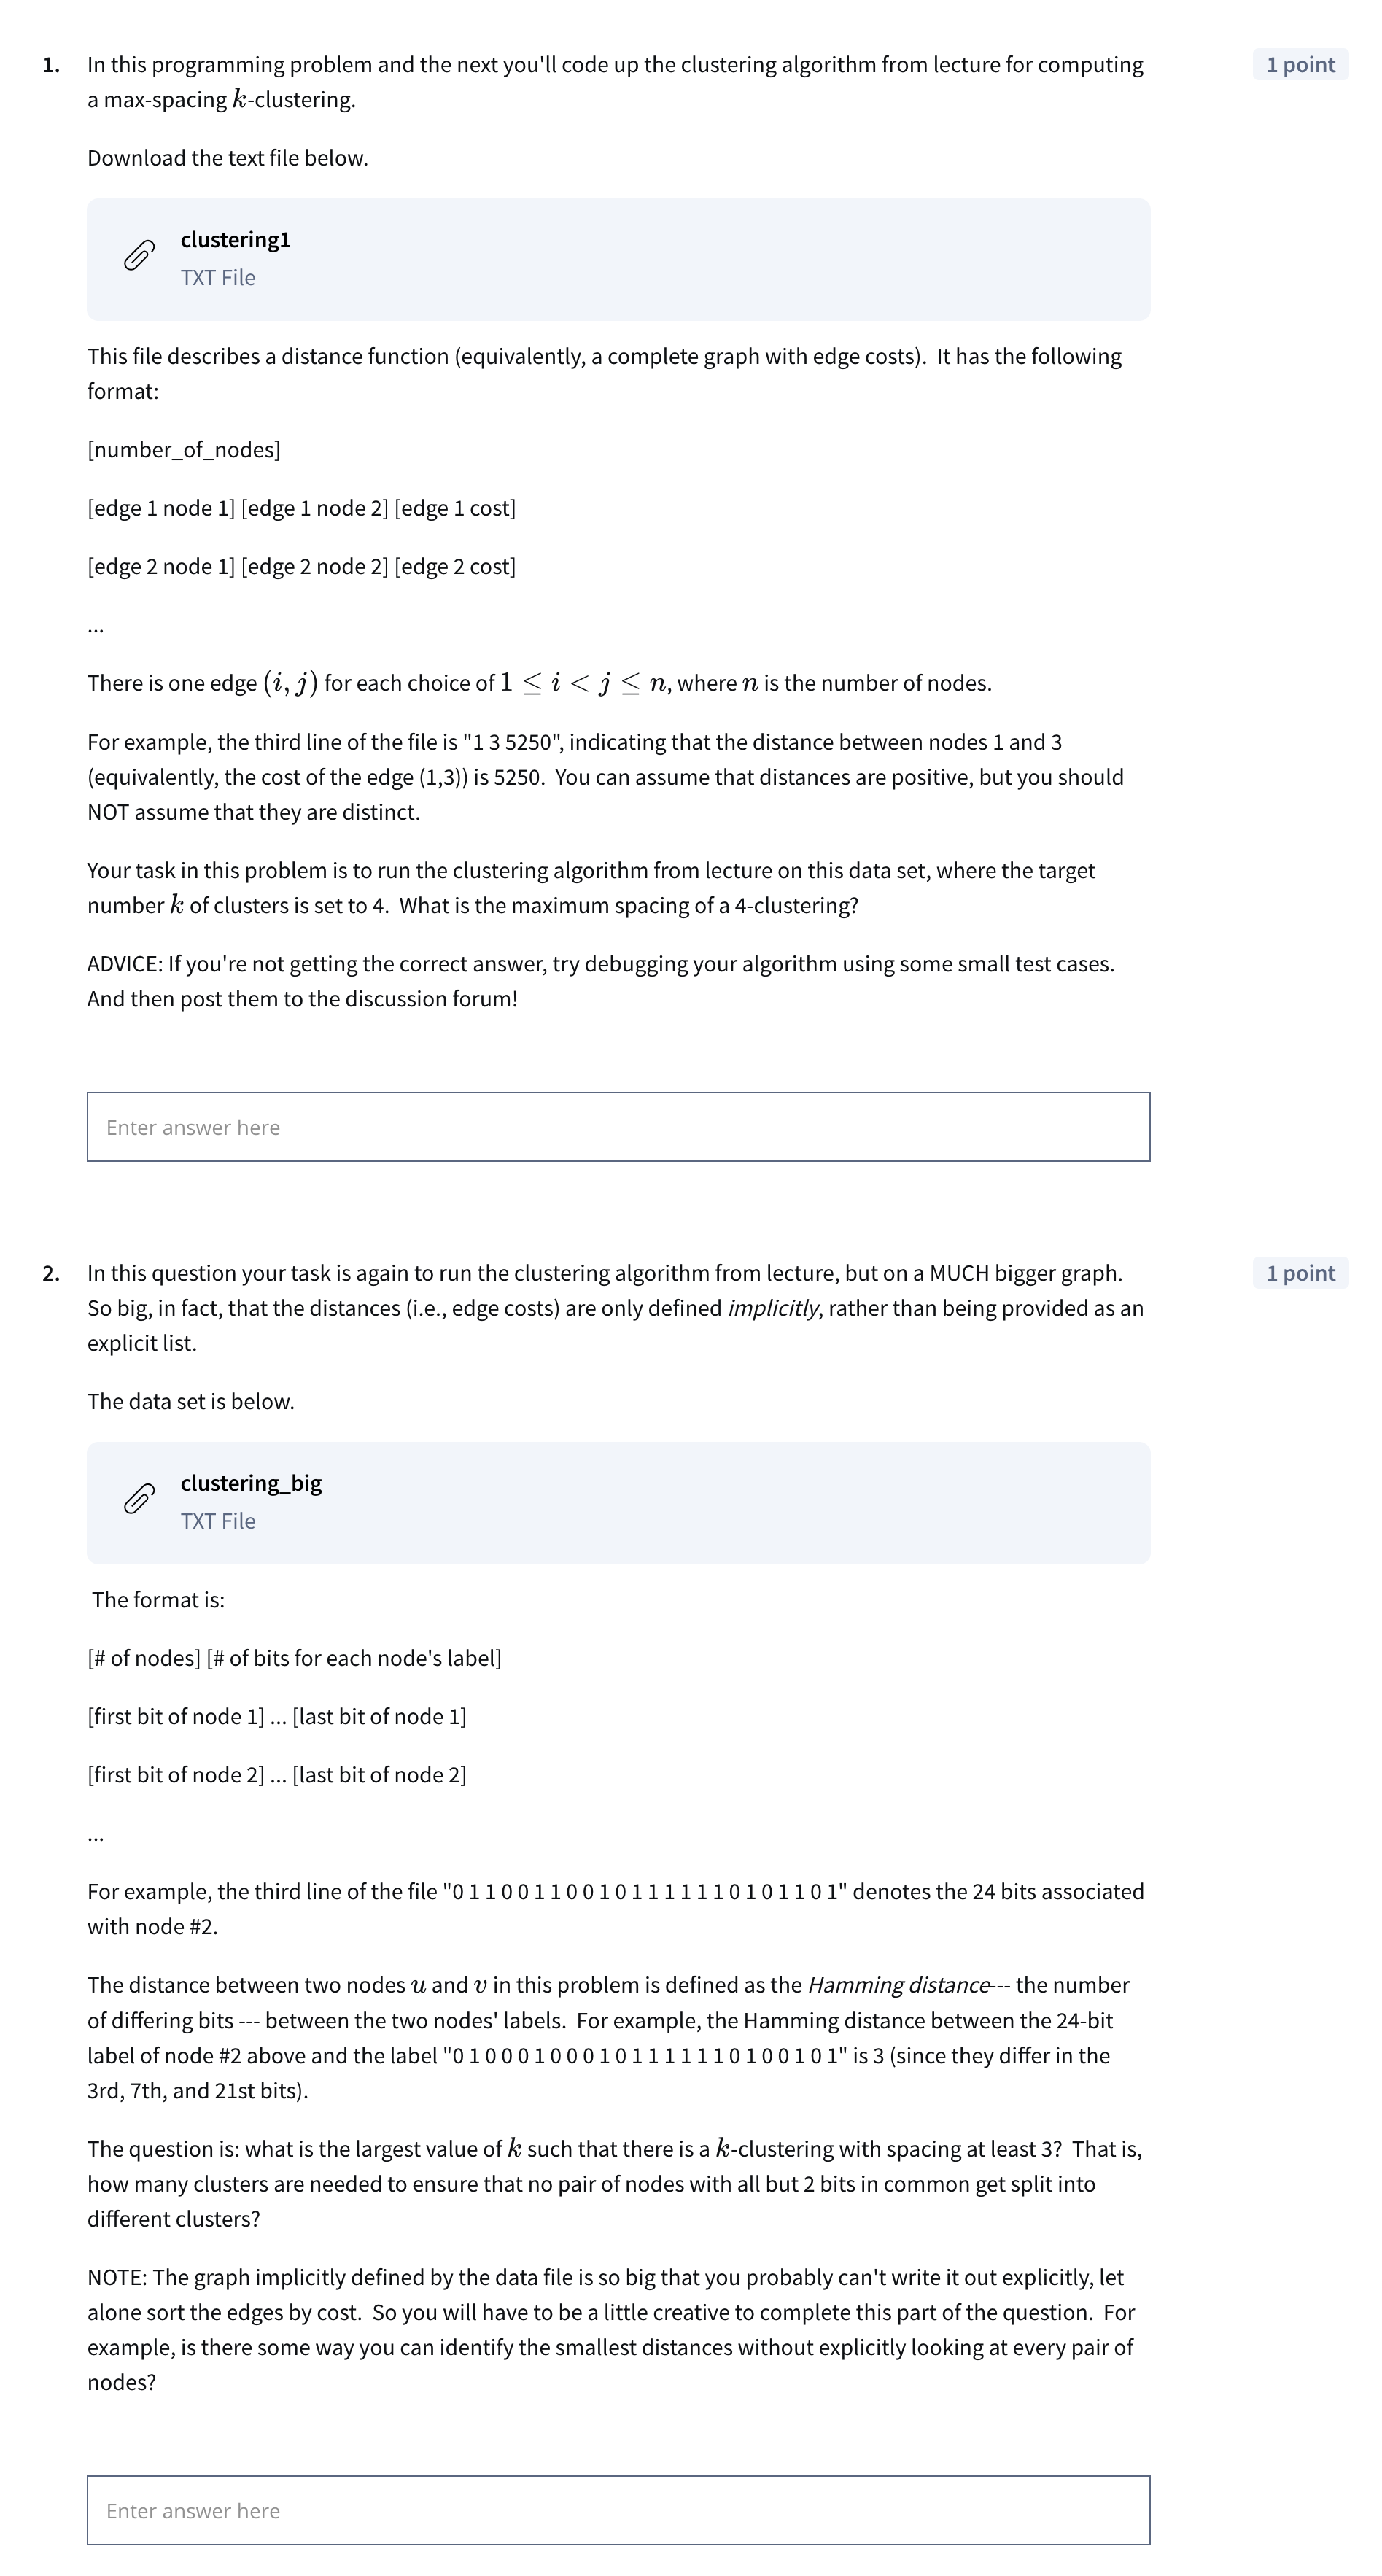 1. In this programming problem and the next you'll code up the clustering algorithm from lecture for computing
1 point
a max-spacing k-clustering.
Download the text file below.
clustering1
TXT File
This file describes a distance function (equivalently, a complete graph with edge costs).  It has the following
format:
[number_of_nodes]
[edge 1 node 1] [edge 1 node 2] [edge 1 cost]
[edge 2 node 1] [edge 2 node 2] [edge 2 cost]
...
There is one edge (i, j) for each choice of 1 ≤ i < j ≤ n, where n is the number of nodes.
For example, the third line of the file is "1 3 5250", indicating that the distance between nodes 1 and 3
(equivalently, the cost of the edge (1,3)) is 5250.  You can assume that distances are positive, but you should
NOT assume that they are distinct.
Your task in this problem is to run the clustering algorithm from lecture on this data set, where the target
number k of clusters is set to 4.  What is the maximum spacing of a 4-clustering?
ADVICE: If you're not getting the correct answer, try debugging your algorithm using some small test cases.
And then post them to the discussion forum!
Enter answer here
2. In this question your task is again to run the clustering algorithm from lecture, but on a MUCH bigger graph.
1 point
So big, in fact, that the distances (i.e., edge costs) are only defined implicitly, rather than being provided as an
explicit list.
The data set is below.
clustering_big
TXT File
The format is:
[# of nodes] [# of bits for each node's label]
[first bit of node 1] ... [last bit of node 1]
[first bit of node 2] ... [last bit of node 2]
...
For example, the third line of the file "0 1 1 0 0 1 1 0 0 1 0 1 1 1 1 1 1 0 1 0 1 1 0 1" denotes the 24 bits associated
with node #2.
The distance between two nodes u and v in this problem is defined as the Hamming distance--- the number
of differing bits --- between the two nodes' labels.  For example, the Hamming distance between the 24-bit
label of node #2 above and the label "0 1 0 0 0 1 0 0 0 1 0 1 1 1 1 1 1 0 1 0 0 1 0 1" is 3 (since they differ in the
3rd, 7th, and 21st bits).
The question is: what is the largest value of k such that there is a k-clustering with spacing at least 3?  That is,
how many clusters are needed to ensure that no pair of nodes with all but 2 bits in common get split into
different clusters?
NOTE: The graph implicitly defined by the data file is so big that you probably can't write it out explicitly, let
alone sort the edges by cost.  So you will have to be a little creative to complete this part of the question.  For
example, is there some way you can identify the smallest distances without explicitly looking at every pair of
nodes?
Enter answer here